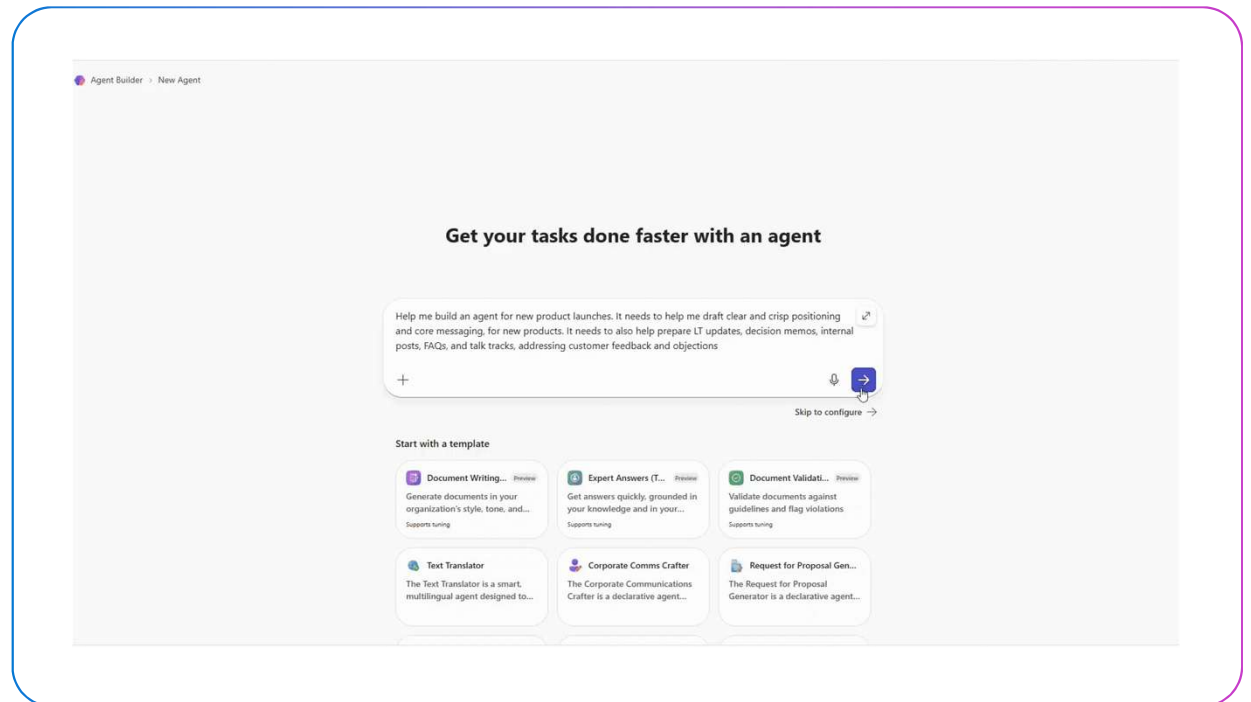 Agent Builder > New Agent
Get your tasks done faster with an agent
Help me build an agent for new product launches. It needs to help me draft clear and crisp positioning
and core messaging, for new products. It needs to also help prepare LT updates, decision memos, internal
posts, FAQs, and talk tracks, addressing customer feedback and objections
Skip to configure
Start with a template
Document Writing... Preview
Generate documents in your
organization's style, tone, and...
Supports tuning
Expert Answers (T... Preview
Get answers quickly, grounded in
your knowledge and in your...
Supports tuning
Document Validati... Preview
Validate documents against
guidelines and flag violations
Supports tuning
Text Translator
The Text Translator is a smart,
multilingual agent designed to...
Corporate Comms Crafter
The Corporate Communications
Crafter is a declarative agent...
Request for Proposal Gen...
The Request for Proposal
Generator is a declarative agent...